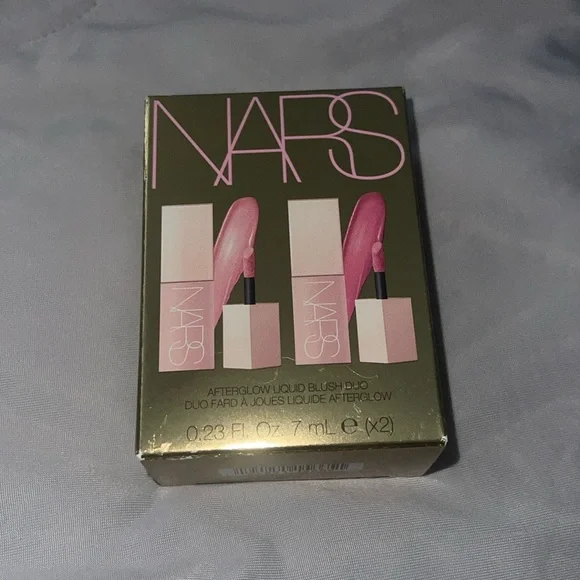 NARS
NARS
NARS
AFTERGLOW LIQUID BLUSH DUO
DUO FARD À JOUES LIQUIDE AFTERGLOW
0.23 Fl. Oz. 7 mL e (x2)